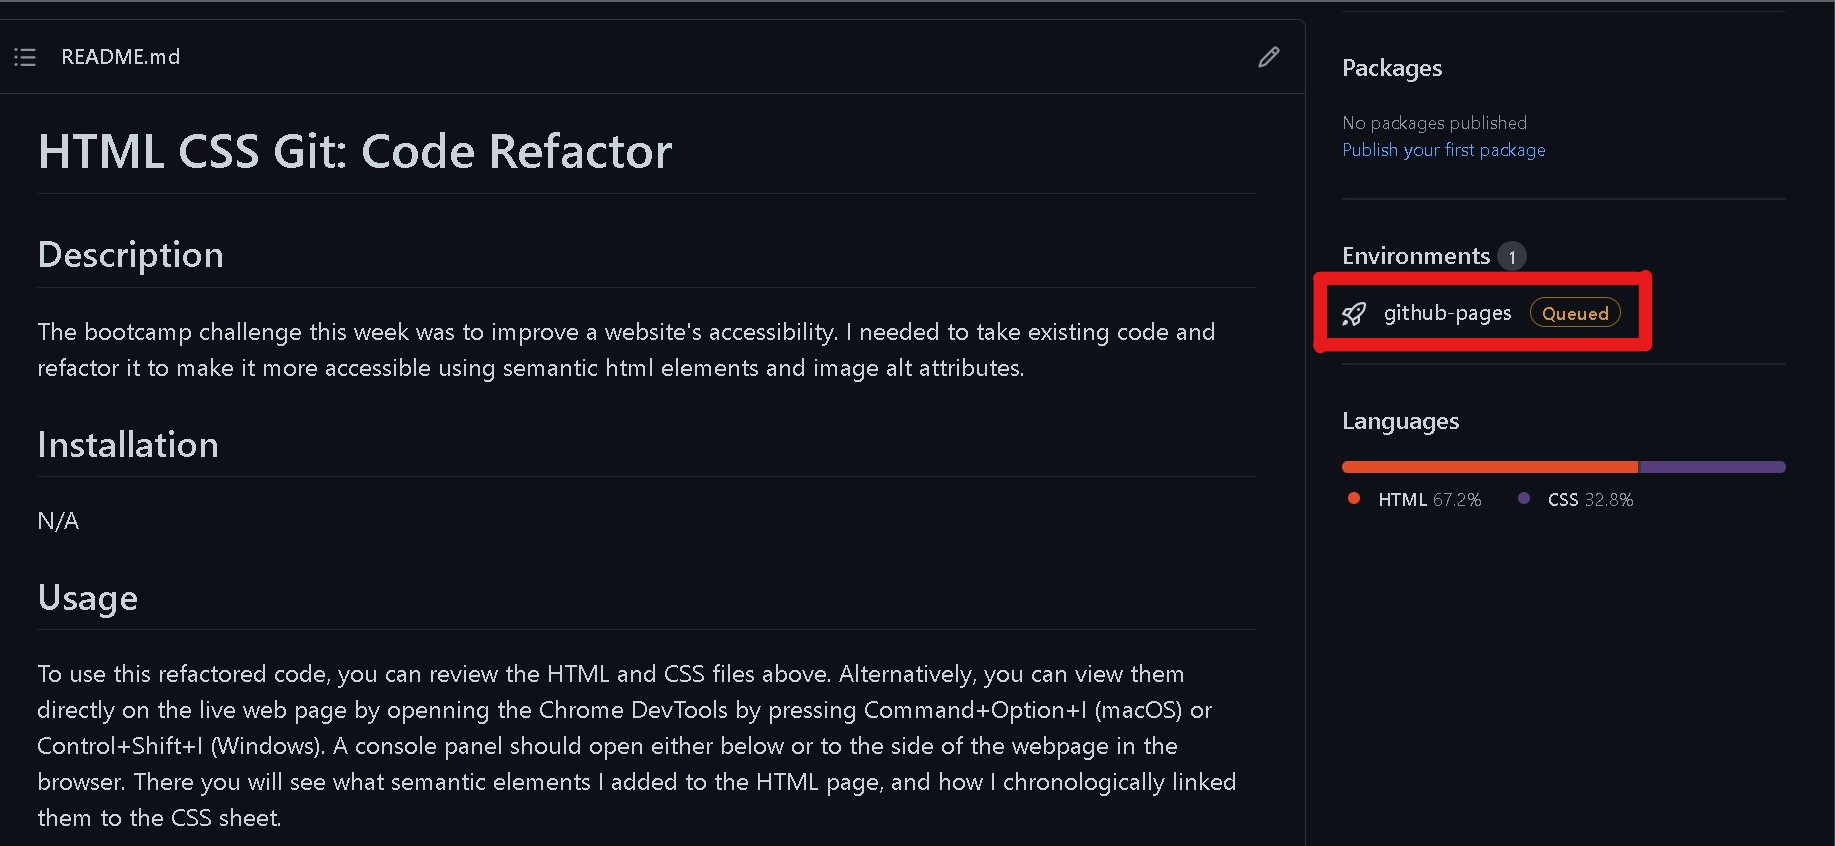 README.md
HTML CSS Git: Code Refactor
Description
The bootcamp challenge this week was to improve a website's accessibility. I needed to take existing code and
refactor it to make it more accessible using semantic html elements and image alt attributes.
Installation
N/A
Usage
To use this refactored code, you can review the HTML and CSS files above. Alternatively, you can view them
directly on the live web page by openning the Chrome DevTools by pressing Command+Option+I (macOS) or
Control+Shift+I (Windows). A console panel should open either below or to the side of the webpage in the
browser. There you will see what semantic elements I added to the HTML page, and how I chronologically linked
them to the CSS sheet.
Packages
No packages published
Publish your first package
Environments 1
github-pages Queued
Languages
HTML 67.2% CSS 32.8%